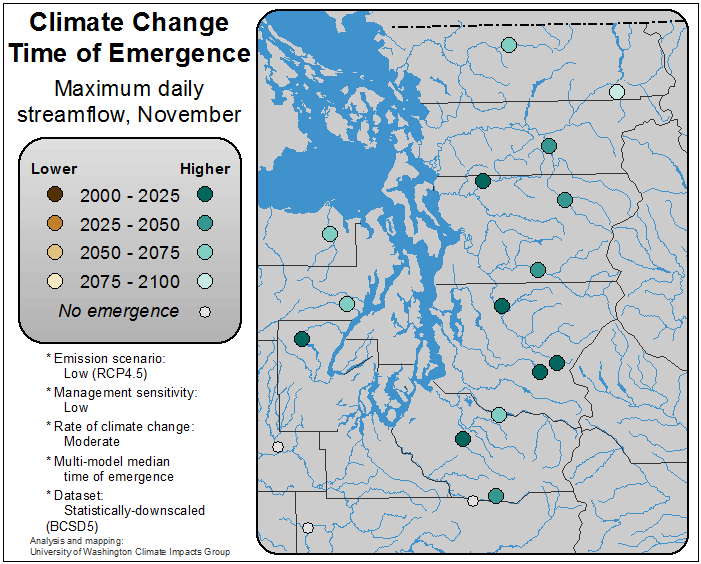 Climate Change
Time of Emergence
Maximum daily
streamflow, November
Lower Higher
2000 - 2025
2025 - 2050
2050 - 2075
2075 - 2100
No emergence
* Emission scenario:
Low (RCP4.5)
* Management sensitivity:
Low
* Rate of climate change:
Moderate
* Multi-model median
time of emergence
* Dataset:
Statistically-downscaled
(BCSD5)
Analysis and mapping:
University of Washington Climate Impacts Group